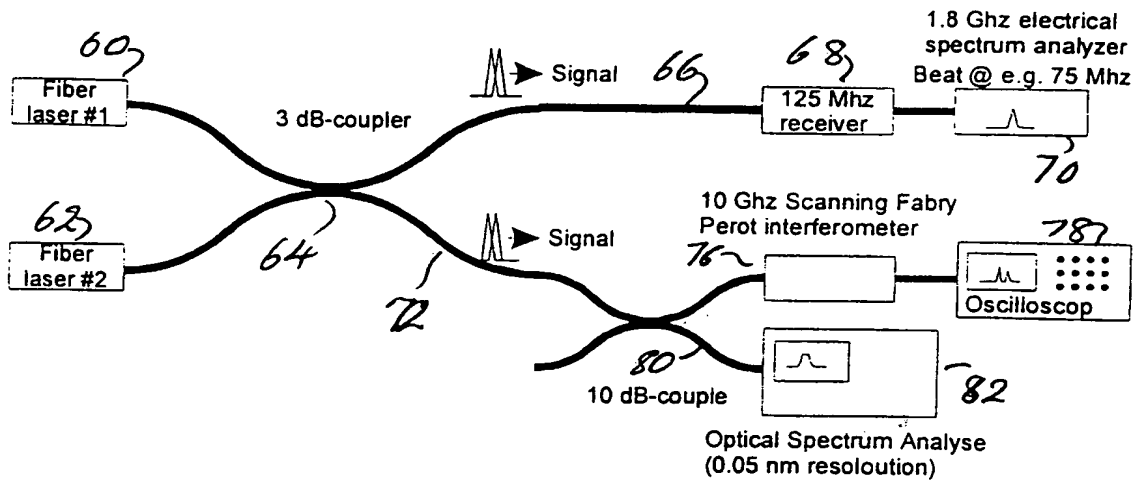 60
Fiber
laser #1
3 dB-coupler
Signal
66
68
125 Mhz
receiver
1.8 Ghz electrical
spectrum analyzer
Beat @ e.g. 75 Mhz
70
62
Fiber
laser #2
64
72
Signal
10 Ghz Scanning Fabry
Perot interferometer
76
78
Oscilloscop
80
10 dB-couple
82
Optical Spectrum Analyse
(0.05 nm resoloution)